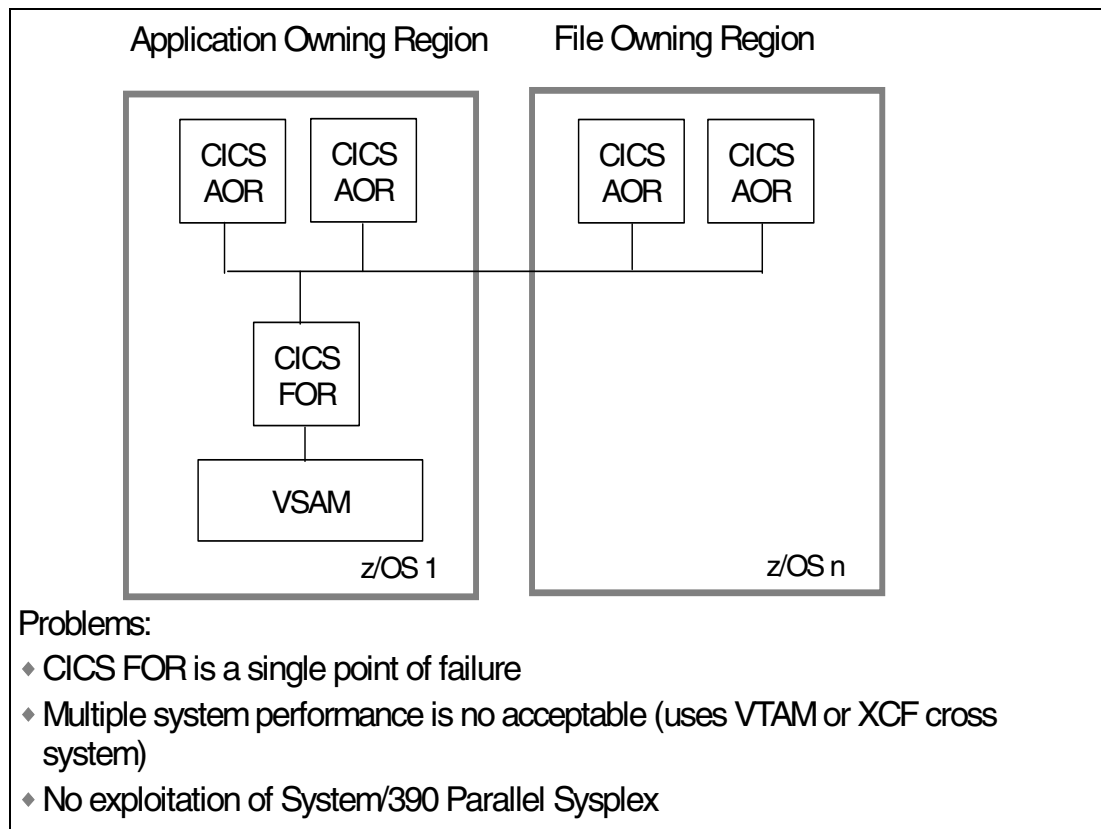 Application Owning Region
File Owning Region
CICS
AOR
CICS
AOR
CICS
AOR
CICS
AOR
CICS
FOR
VSAM
z/OS 1
z/OS n
Problems:
◆ CICS FOR is a single point of failure
◆ Multiple system performance is no acceptable (uses VTAM or XCF cross
system)
◆ No exploitation of System/390 Parallel Sysplex